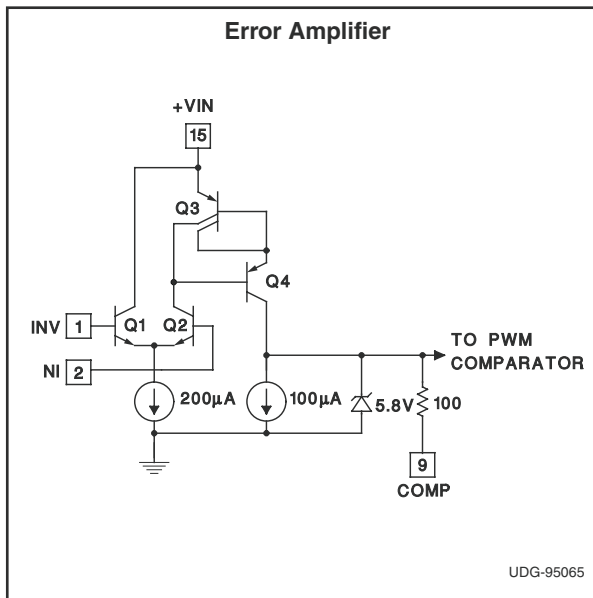 Error Amplifier
+VIN
15
Q3
Q4
INV 1 Q1 Q2
NI 2
TO PWM
COMPARATOR
200µA 100µA 5.8V 100
9
COMP
UDG-95065